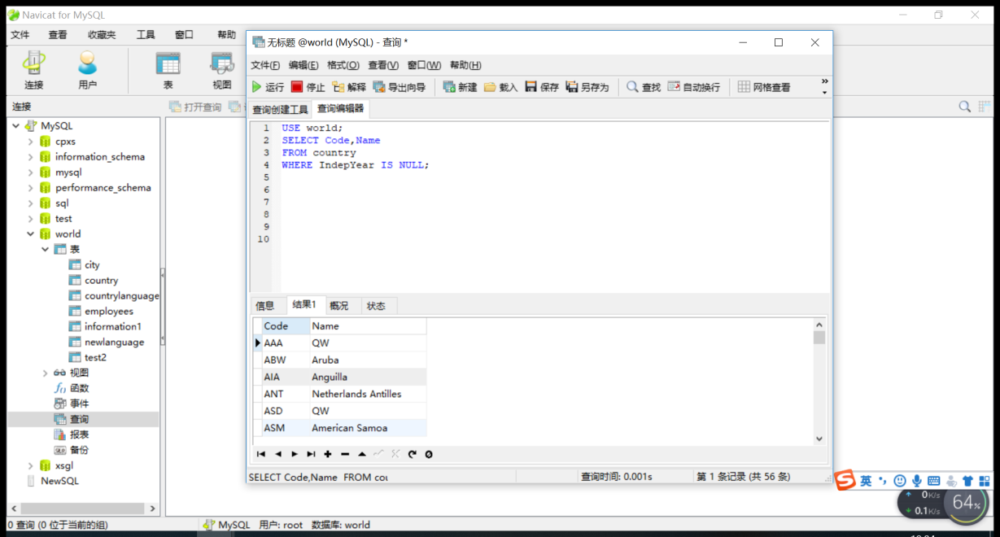 Navicat for MySQL
文件 查看 收藏夹 工具 窗口 帮助
连接 用户 表 视图
连接
打开查询
MySQL
cpxs
information_schema
mysql
performance_schema
sql
test
world
表
city
country
countrylanguage
employees
information1
newlanguage
test2
视图
函数
事件
查询
报表
备份
xsgl
NewSQL
无标题 @world (MySQL) - 查询 *
文件(F) 编辑(E) 格式(O) 查看(V) 窗口(W) 帮助(H)
运行 停止 解释 导出向导 新建 载入 保存 另存为 查找 自动换行 网格查看 »
查询创建工具 查询编辑器
1 USE world;
2 SELECT Code,Name
3 FROM country
4 WHERE IndepYear IS NULL;
5
6
7
8
9
10
信息 结果1 概况 状态
Code Name
AAA QW
ABW Aruba
AIA Anguilla
ANT Netherlands Antilles
ASD QW
ASM American Samoa
SELECT Code,Name FROM cou 查询时间: 0.001s 第 1 条记录 (共 56 条)
S 英
0K/s
0.1K/s
64%
0 查询 (0 位于当前的组) MySQL 用户: root 数据库: world